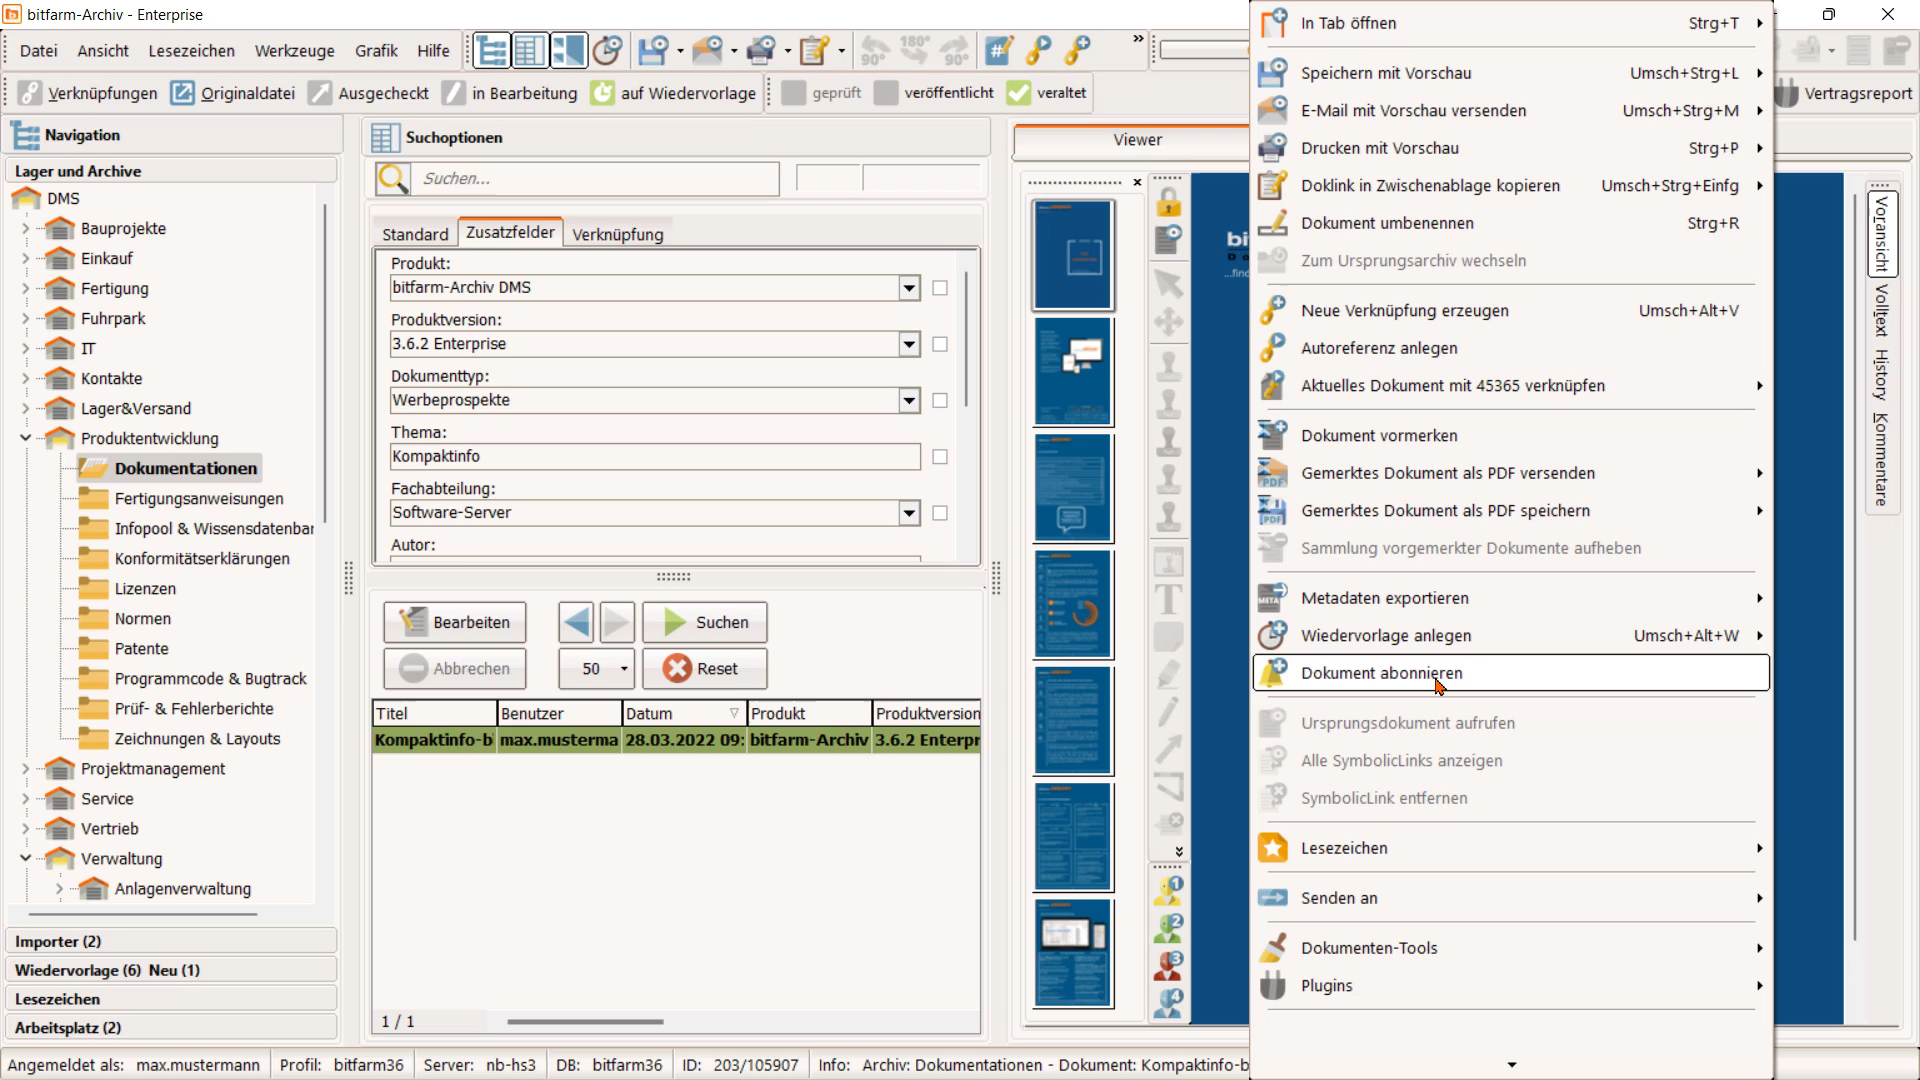 bitfarm-Archiv - Enterprise
Datei Ansicht Lesezeichen Werkzeuge Grafik Hilfe
90° 180° 90°
Verknüpfungen Originaldatei Ausgecheckt in Bearbeitung auf Wiedervorlage geprüft veröffentlicht veraltet Vertragsreport
Navigation
Lager und Archive
DMS
Bauprojekte
Einkauf
Fertigung
Fuhrpark
IT
Kontakte
Lager&Versand
Produktentwicklung
Dokumentationen
Fertigungsanweisungen
Infopool & Wissensdatenbar
Konformitätserklärungen
Lizenzen
Normen
Patente
Programmcode & Bugtrack
Prüf- & Fehlerberichte
Zeichnungen & Layouts
Projektmanagement
Service
Vertrieb
Verwaltung
Anlagenverwaltung
Importer (2)
Wiedervorlage (6) Neu (1)
Lesezeichen
Arbeitsplatz (2)
Suchoptionen
Suchen...
Standard Zusatzfelder Verknüpfung
Produkt:
bitfarm-Archiv DMS
Produktversion:
3.6.2 Enterprise
Dokumenttyp:
Werbeprospekte
Thema:
Kompaktinfo
Fachabteilung:
Software-Server
Autor:
Bearbeiten Suchen
Abbrechen 50 Reset
Titel Benutzer Datum Produkt Produktversion
Kompaktinfo-b max.musterma 28.03.2022 09: bitfarm-Archiv 3.6.2 Enterpr
1 / 1
Viewer
bi
D o
...find
1
2
3
4
In Tab öffnen Strg+T
Speichern mit Vorschau Umsch+Strg+L
E-Mail mit Vorschau versenden Umsch+Strg+M
Drucken mit Vorschau Strg+P
Doklink in Zwischenablage kopieren Umsch+Strg+Einfg
Dokument umbenennen Strg+R
Zum Ursprungsarchiv wechseln
Neue Verknüpfung erzeugen Umsch+Alt+V
Autoreferenz anlegen
Aktuelles Dokument mit 45365 verknüpfen
Dokument vormerken
Gemerktes Dokument als PDF versenden
Gemerktes Dokument als PDF speichern
Sammlung vorgemerkter Dokumente aufheben
Metadaten exportieren
Wiedervorlage anlegen Umsch+Alt+W
Dokument abonnieren
Ursprungsdokument aufrufen
Alle SymbolicLinks anzeigen
SymbolicLink entfernen
Lesezeichen
Senden an
Dokumenten-Tools
Plugins
Voransicht
Volltext
History
Kommentare
Angemeldet als: max.mustermann Profil: bitfarm36 Server: nb-hs3 DB: bitfarm36 ID: 203/105907 Info: Archiv: Dokumentationen - Dokument: Kompaktinfo-b